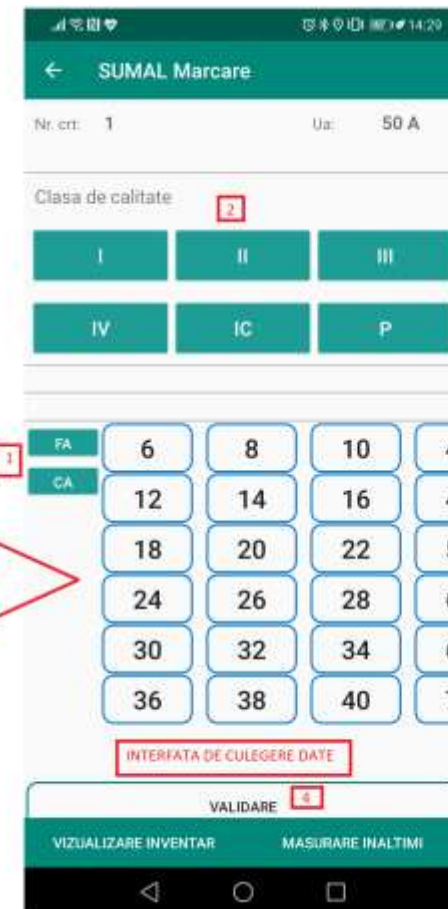 14:29
SUMAL Marcare
Nr. crt: 1 Ua: 50 A
Clasa de calitate
2
I II III
IV IC P
1
FA
CA
6 8 10
12 14 16
18 20 22
24 26 28
30 32 34
36 38 40
INTERFATA DE CULEGERE DATE
VALIDARE 4
VIZUALIZARE INVENTAR MASURARE INALTIMI